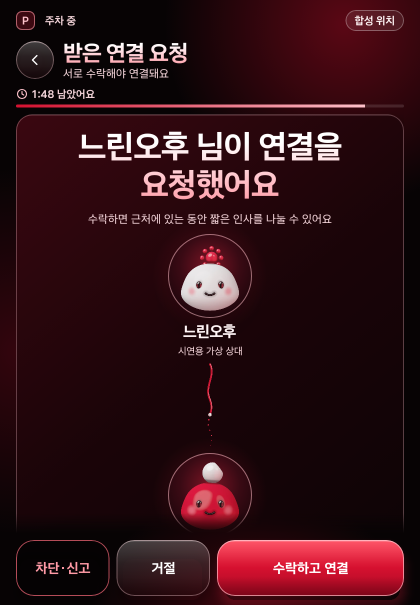 P 주차 중 합성 위치
받은 연결 요청
서로 수락해야 연결돼요
1:48 남았어요
느린오후 님이 연결을
요청했어요
수락하면 근처에 있는 동안 짧은 인사를 나눌 수 있어요
느린오후
시연용 가상 상대
차단·신고 거절 수락하고 연결